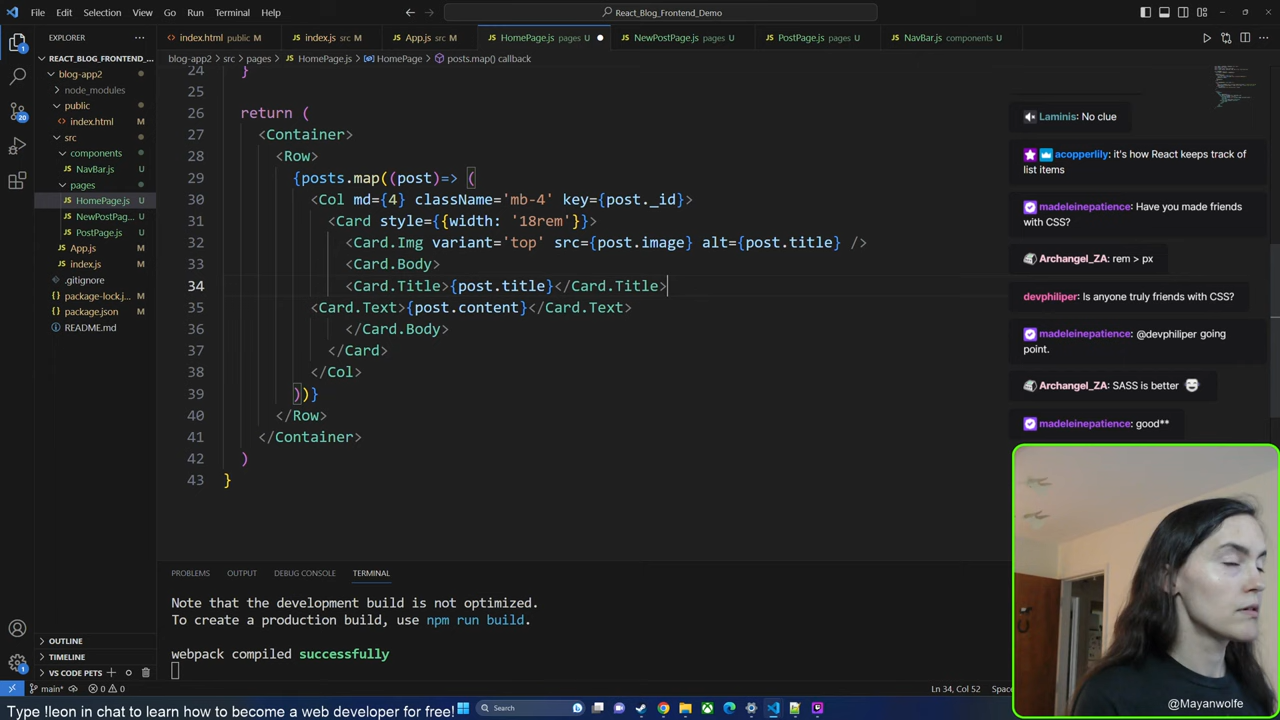 File Edit Selection View Go Run Terminal Help
React_Blog_Frontend_Demo
EXPLORER
index.html public M
index.js src M
App.js src M
HomePage.js pages U
NewPostPage.js pages U
PostPage.js pages U
NavBar.js components U
blog-app2 > src > pages > HomePage.js > HomePage > posts.map() callback
REACT_BLOG_FRONTEND_...
blog-app2
node_modules
public
index.html U
src
components
NavBar.js U
pages
HomePage.js U
NewPostPag... U
PostPage.js U
App.js U
index.js U
.gitignore
package-lock.j... U
package.json U
README.md U
OUTLINE
TIMELINE
VS CODE PETS
24 }
25
26 return (
27 <Container>
28 <Row>
29 {posts.map((post)=> (
30 <Col md={4} className='mb-4' key={post._id}>
31 <Card style={{width: '18rem'}}>
32 <Card.Img variant='top' src={post.image} alt={post.title} />
33 <Card.Body>
34 <Card.Title>{post.title}</Card.Title>
35 <Card.Text>{post.content}</Card.Text>
36 </Card.Body>
37 </Card>
38 </Col>
39 ))}
40 </Row>
41 </Container>
42 )
43 }
PROBLEMS OUTPUT DEBUG CONSOLE TERMINAL
Note that the development build is not optimized.
To create a production build, use npm run build.
webpack compiled successfully
Laminis: No clue
acopperlily: it's how React keeps track of
list items
madeleinepatience: Have you made friends
with CSS?
Archangel_ZA: rem > px
devphiliper: Is anyone truly friends with CSS?
madeleinepatience: @devphiliper going
point.
Archangel_ZA: SASS is better
madeleinepatience: good**
main* 0 0
Ln 34, Col 52
Type !leon in chat to learn how to become a web developer for free!
Search
@Mayanwolfe